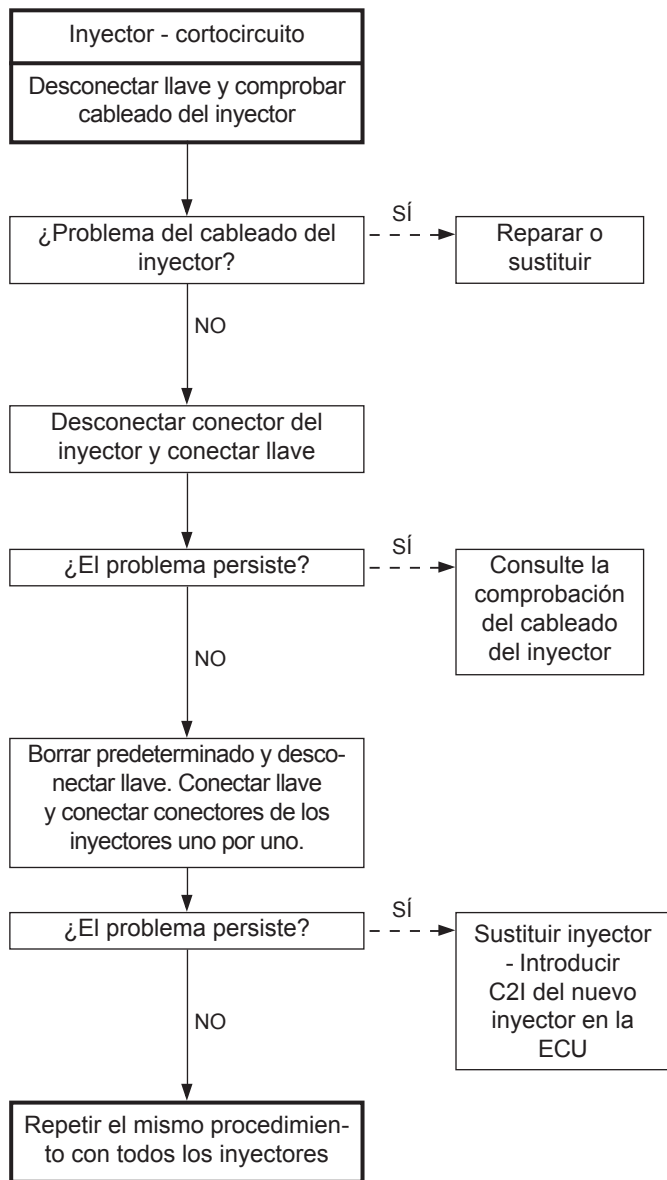 Inyector - cortocircuito
Desconectar llave y comprobar
cableado del inyector
¿Problema del cableado del
inyector?
SÍ
Reparar o
sustituir
NO
Desconectar conector del
inyector y conectar llave
¿El problema persiste?
SÍ
Consulte la
comprobación
del cableado
del inyector
NO
Borrar predeterminado y desco-
nectar llave. Conectar llave
y conectar conectores de los
inyectores uno por uno.
¿El problema persiste?
SÍ
Sustituir inyector
- Introducir
C2I del nuevo
inyector en la
ECU
NO
Repetir el mismo procedimien-
to con todos los inyectores